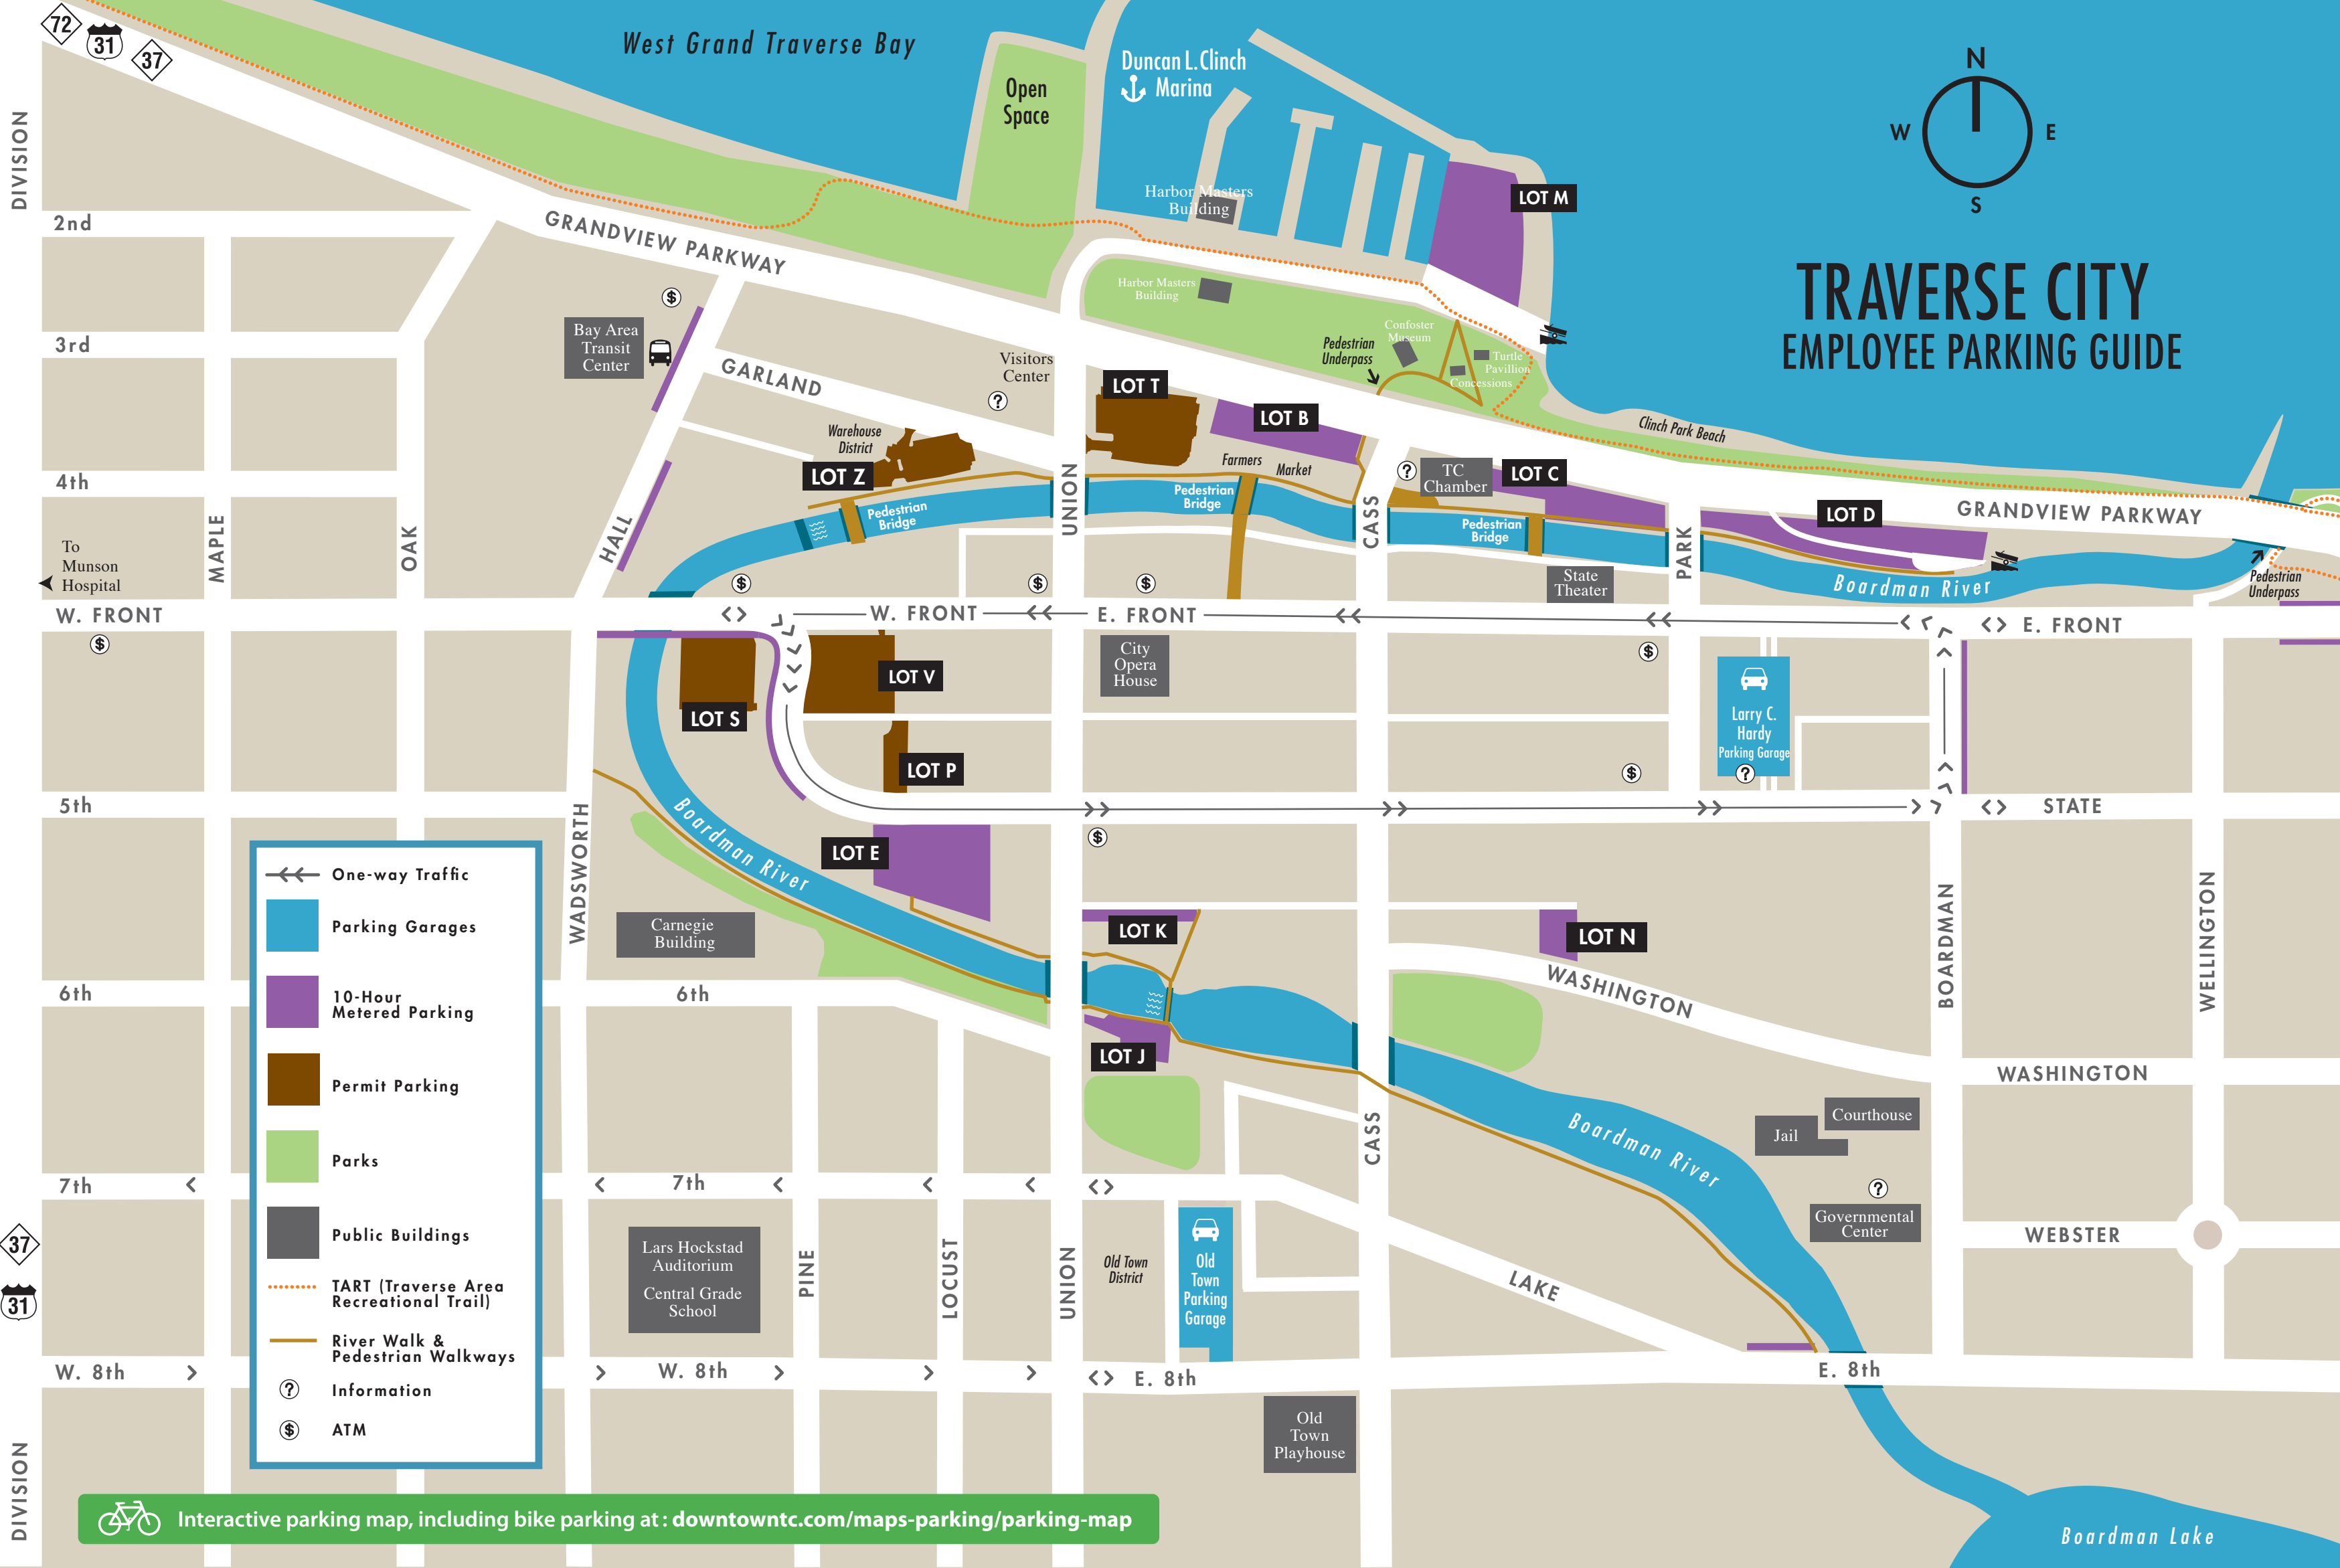 72
31
37
DIVISION
West Grand Traverse Bay
Open
Space
Duncan L. Clinch
Marina
Harbor Masters
Building
LOT M
N
W
E
S
TRAVERSE CITY
EMPLOYEE PARKING GUIDE
2nd
GRANDVIEW PARKWAY
Harbor Masters
Building
$
Bay Area
Transit
Center
3rd
GARLAND
Visitors
Center
?
Pedestrian
Underpass
Confoster
Museum
Turtle
Pavillion
Concessions
LOT T
LOT B
Clinch Park Beach
Warehouse
District
LOT Z
Farmers
Market
?
TC
Chamber
LOT C
4th
MAPLE
OAK
HALL
UNION
CASS
PARK
Pedestrian
Bridge
Pedestrian
Bridge
Pedestrian
Bridge
LOT D
GRANDVIEW PARKWAY
To
Munson
Hospital
$
$
$
State
Theater
Boardman River
Pedestrian
Underpass
W. FRONT
W. FRONT
E. FRONT
E. FRONT
$
City
Opera
House
$
LOT V
LOT S
Larry C.
Hardy
Parking Garage
?
LOT P
$
5th
STATE
Boardman River
WADSWORTH
LOT E
$
Carnegie
Building
LOT K
LOT N
BOARDMAN
WELLINGTON
6th
6th
WASHINGTON
LOT J
WASHINGTON
CASS
Boardman River
Courthouse
Jail
?
Governmental
Center
7th
7th
WEBSTER
37
31
Lars Hockstad
Auditorium
Central Grade
School
PINE
LOCUST
UNION
Old Town
District
Old
Town
Parking
Garage
LAKE
W. 8th
W. 8th
E. 8th
E. 8th
Old
Town
Playhouse
DIVISION
One-way Traffic
Parking Garages
10-Hour
Metered Parking
Permit Parking
Parks
Public Buildings
TART (Traverse Area
Recreational Trail)
River Walk &
Pedestrian Walkways
?
Information
$
ATM
Interactive parking map, including bike parking at : downtowntc.com/maps-parking/parking-map
Boardman Lake